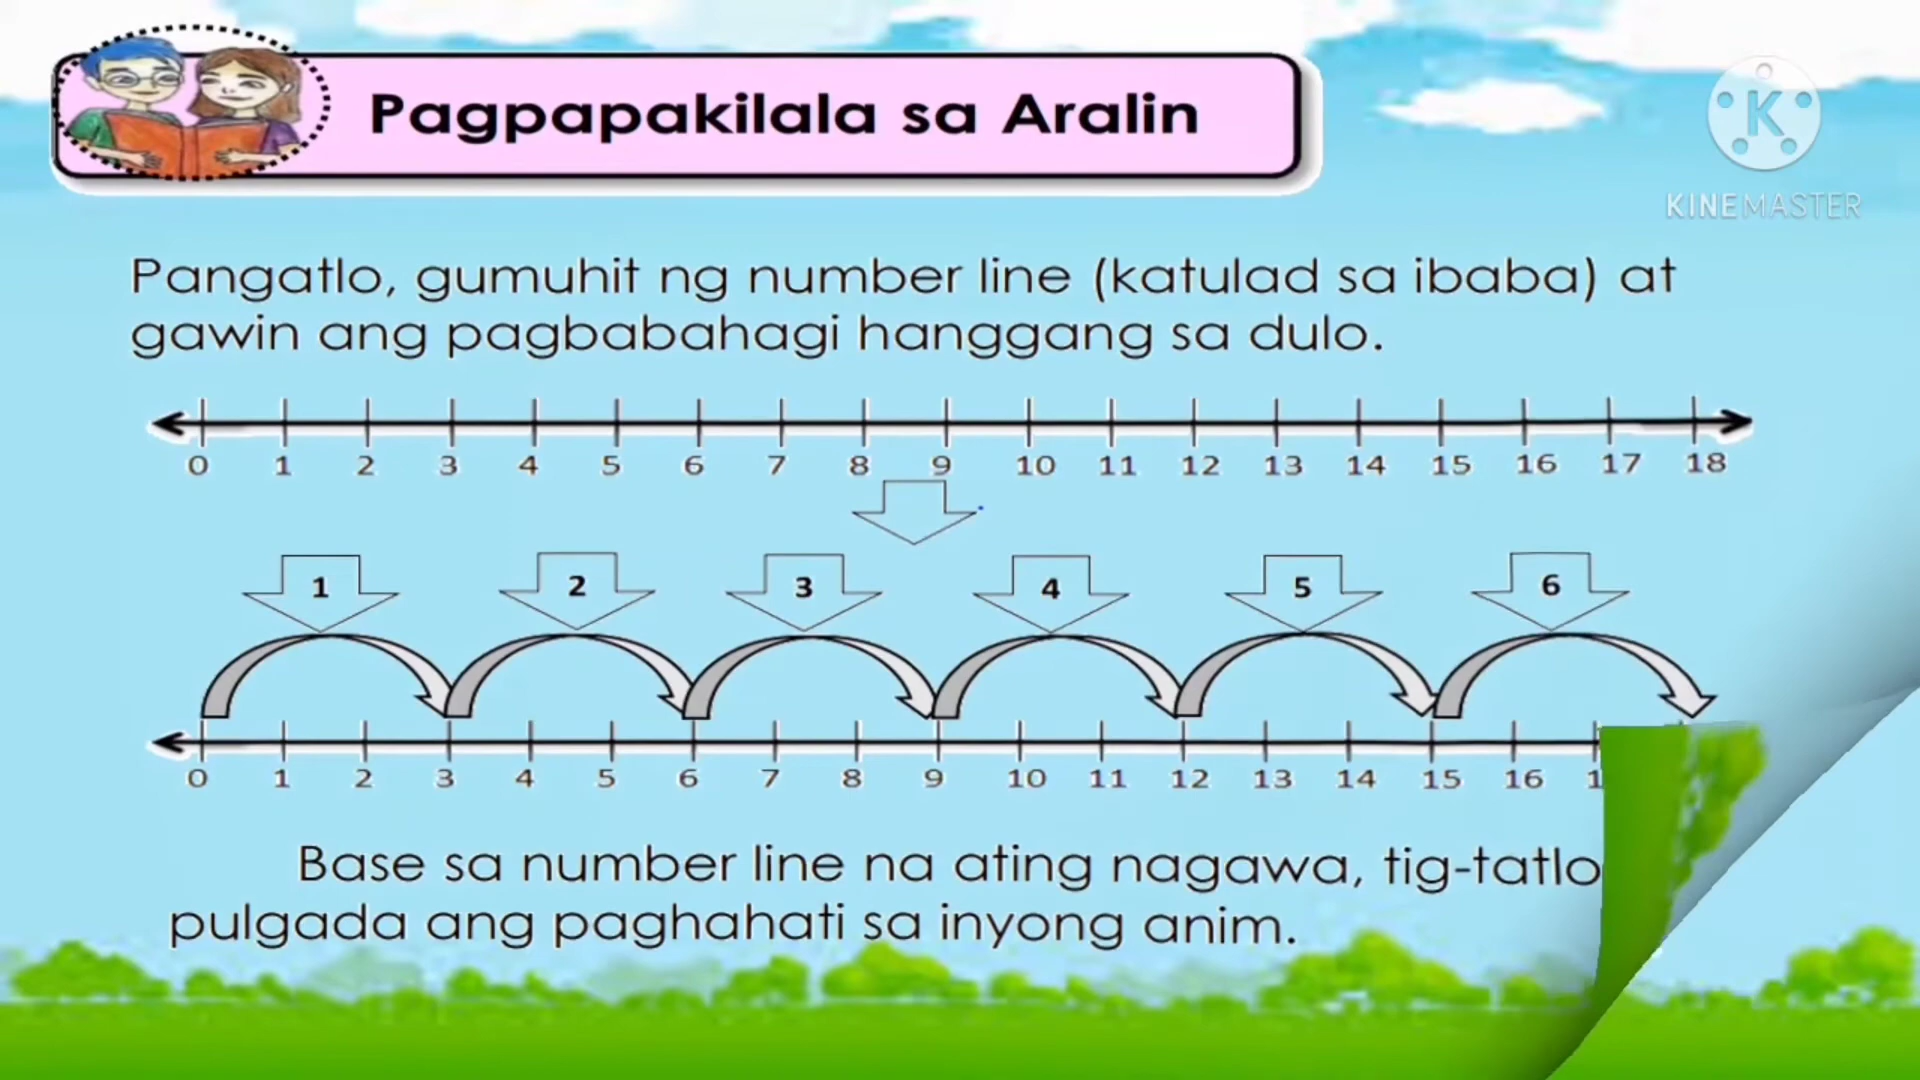 Pagpapakilala sa Aralin
KINEMASTER
Pangatlo, gumuhit ng number line (katulad sa ibaba) at
gawin ang pagbabahagi hanggang sa dulo.
0 1 2 3 4 5 6 7 8 9 10 11 12 13 14 15 16 17 18
1 2 3 4 5 6
0 1 2 3 4 5 6 7 8 9 10 11 12 13 14 15 16
Base sa number line na ating nagawa, tig-tatlo
pulgada ang paghahati sa inyong anim.